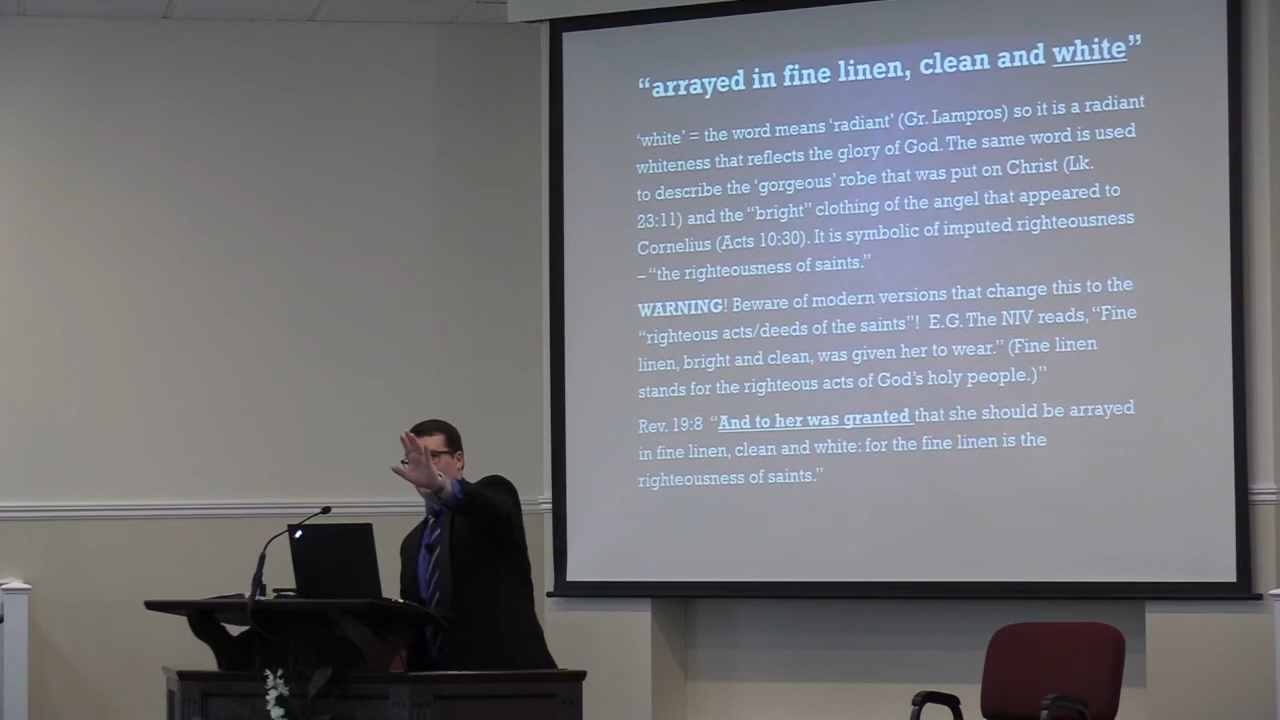 “arrayed in fine linen, clean and white”
‘white’ = the word means ‘radiant’ (Gr. Lampros) so it is a radiant
whiteness that reflects the glory of God. The same word is used
to describe the ‘gorgeous’ robe that was put on Christ (Lk.
23:11) and the “bright” clothing of the angel that appeared to
Cornelius (Acts 10:30). It is symbolic of imputed righteousness
– “the righteousness of saints.”
WARNING! Beware of modern versions that change this to the
“righteous acts/deeds of the saints”! E.G. The NIV reads, “Fine
linen, bright and clean, was given her to wear.” (Fine linen
stands for the righteous acts of God’s holy people.)”
Rev. 19:8 “And to her was granted that she should be arrayed
in fine linen, clean and white: for the fine linen is the
righteousness of saints.”